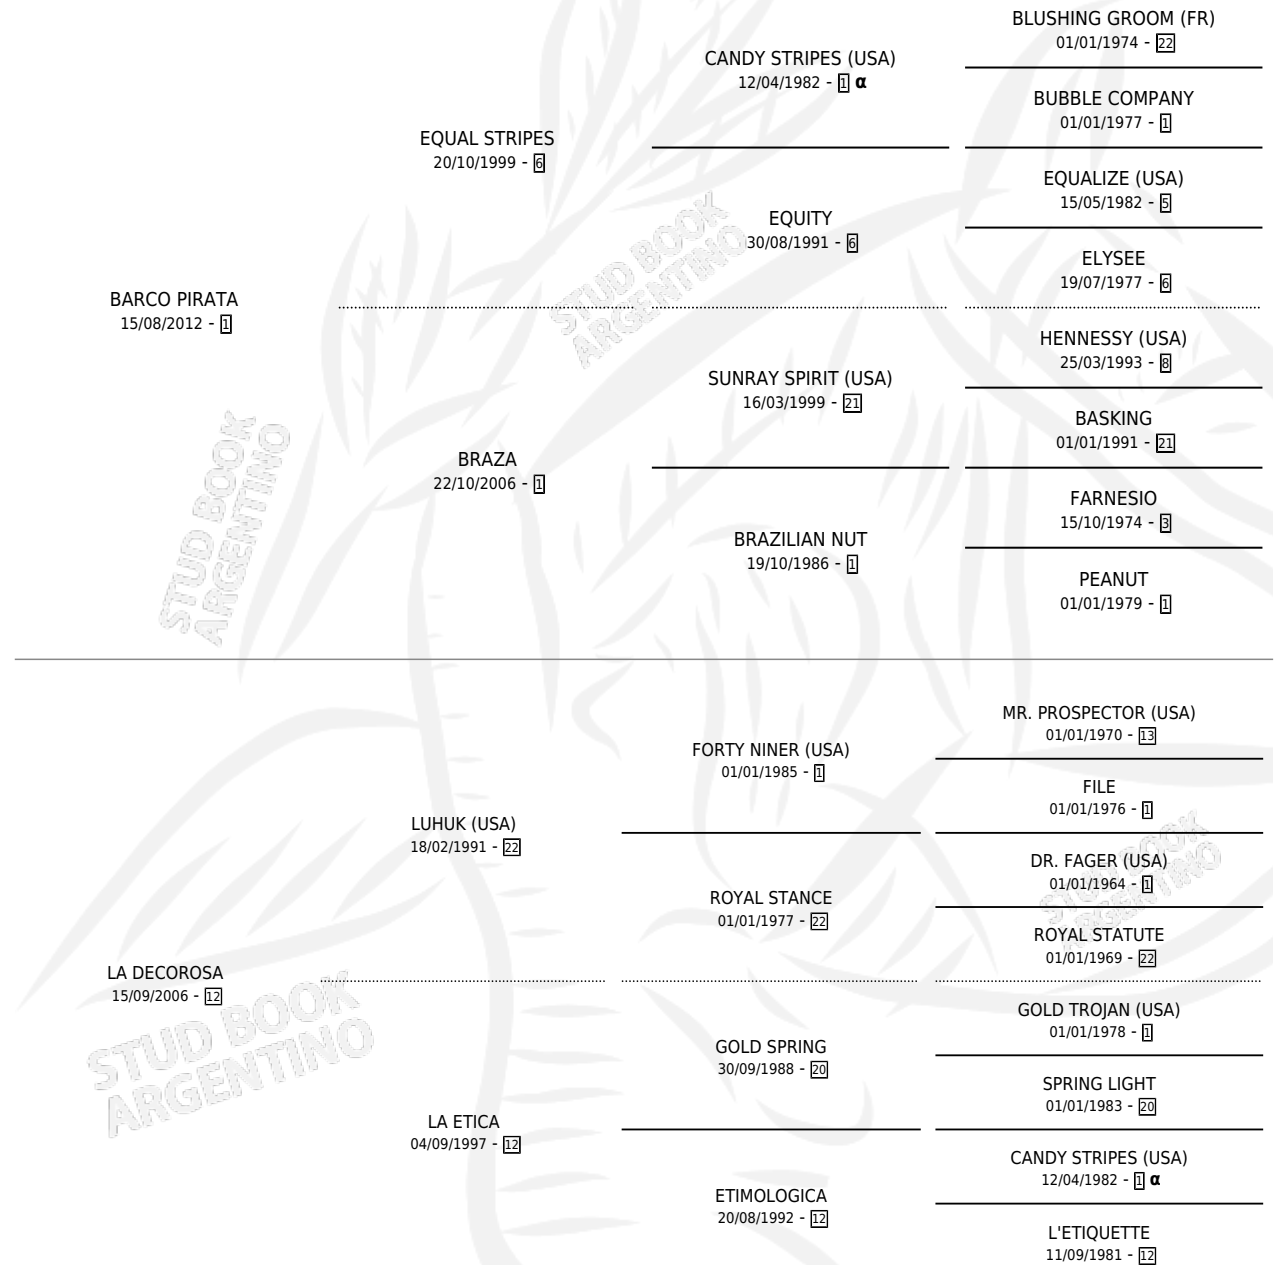 BLUSHING GROOM (FR)
01/01/1974 - 22
CANDY STRIPES (USA)
12/04/1982 - 1 α
BUBBLE COMPANY
01/01/1977 - 1
EQUAL STRIPES
20/10/1999 - 6
EQUALIZE (USA)
15/05/1982 - 5
EQUITY
30/08/1991 - 6
ELYSEE
19/07/1977 - 6
BARCO PIRATA
15/08/2012 - 1
HENNESSY (USA)
25/03/1993 - 8
SUNRAY SPIRIT (USA)
16/03/1999 - 21
BASKING
01/01/1991 - 21
BRAZA
22/10/2006 - 1
FARNESIO
15/10/1974 - 3
BRAZILIAN NUT
19/10/1986 - 1
PEANUT
01/01/1979 - 1
MR. PROSPECTOR (USA)
01/01/1970 - 13
FORTY NINER (USA)
01/01/1985 - 1
FILE
01/01/1976 - 1
LUHUK (USA)
18/02/1991 - 22
DR. FAGER (USA)
01/01/1964 - 1
ROYAL STANCE
01/01/1977 - 22
ROYAL STATUTE
01/01/1969 - 22
LA DECOROSA
15/09/2006 - 12
GOLD TROJAN (USA)
01/01/1978 - 1
GOLD SPRING
30/09/1988 - 20
SPRING LIGHT
01/01/1983 - 20
LA ETICA
04/09/1997 - 12
CANDY STRIPES (USA)
12/04/1982 - 1 α
ETIMOLOGICA
20/08/1992 - 12
L'ETIQUETTE
11/09/1981 - 12
STUD BOOK
ARGENTINO
STUD BOOK
ARGENTINO
STUD BOOK
ARGENTINO
STUD BOOK
ARGENTINO